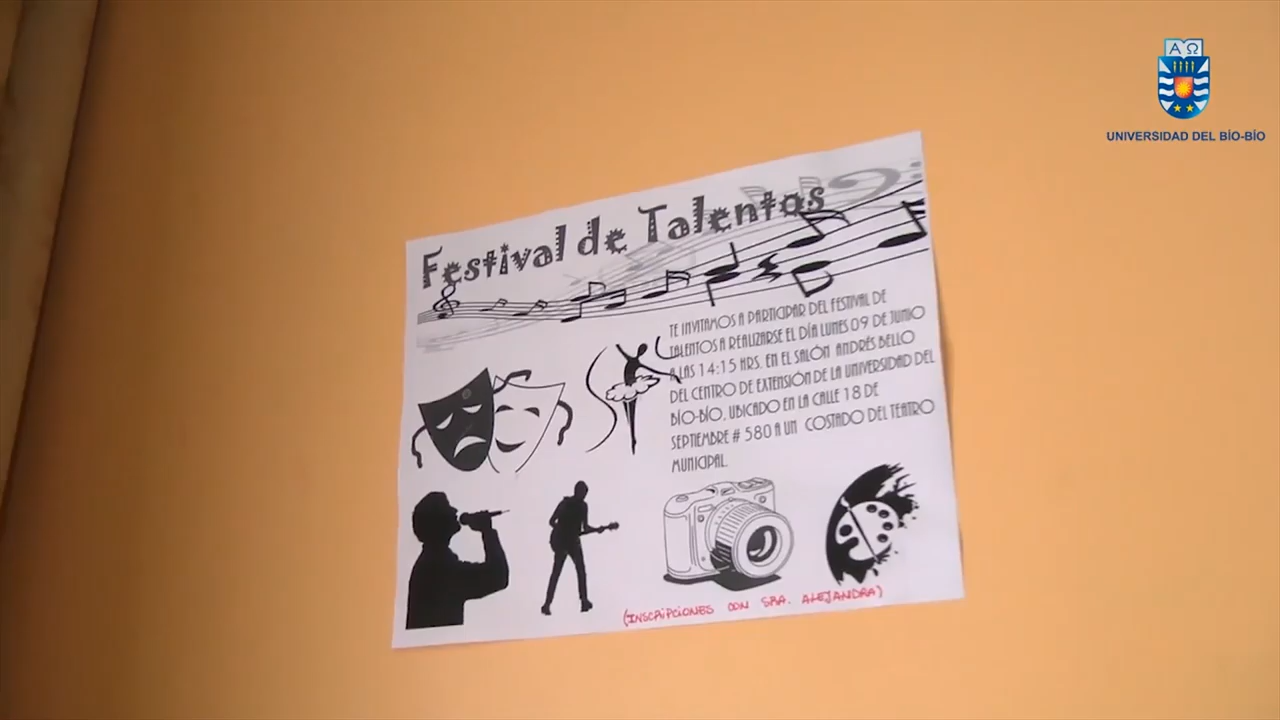 ΑΩ
UNIVERSIDAD DEL BÍO-BÍO
Festival de Talentos
TE INVITAMOS A PARTICIPAR DEL FESTIVAL DE
TALENTOS A REALIZARSE EL DÍA LUNES 09 DE JUNIO
A LAS 14:15 HRS. EN EL SALÓN ANDRÉS BELLO
DEL CENTRO DE EXTENSIÓN DE LA UNIVERSIDAD DEL
BÍO-BÍO, UBICADO EN LA CALLE 18 DE
SEPTIEMBRE # 580 A UN COSTADO DEL TEATRO
MUNICIPAL.
(INSCRIPCIONES CON SRA. ALEJANDRA)